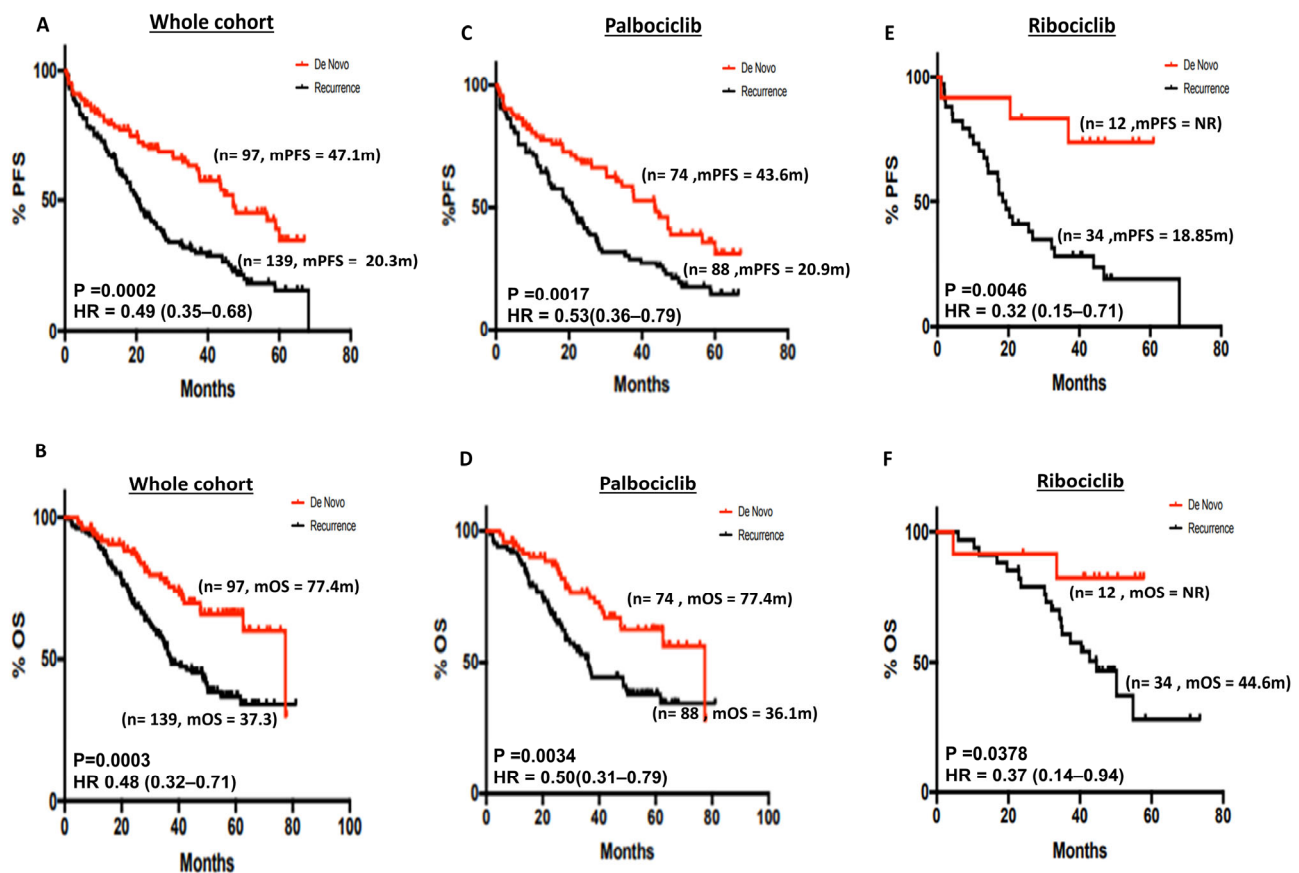 A
Whole cohort
De Novo
Recurrence
100
50
0
% PFS
(n= 97, mPFS = 47.1m)
(n= 139, mPFS = 20.3m)
P =0.0002
HR = 0.49 (0.35–0.68)
0 20 40 60 80
Months
C
Palbociclib
De Novo
Recurrence
100
50
0
%PFS
(n= 74 ,mPFS = 43.6m)
(n= 88 ,mPFS = 20.9m)
P =0.0017
HR = 0.53(0.36–0.79)
0 20 40 60 80
Months
E
Ribociclib
De Novo
Recurrence
100
50
0
% PFS
(n= 12 ,mPFS = NR)
(n= 34 ,mPFS = 18.85m)
P =0.0046
HR = 0.32 (0.15–0.71)
0 20 40 60 80
Months
B
Whole cohort
De Novo
Recurrence
100
50
0
% OS
(n= 97, mOS = 77.4m)
(n= 139, mOS = 37.3)
P=0.0003
HR 0.48 (0.32–0.71)
0 20 40 60 80 100
Months
D
Palbociclib
De Novo
Recurrence
100
50
0
% OS
(n= 74 , mOS = 77.4m)
(n= 88 , mOS = 36.1m)
P =0.0034
HR = 0.50(0.31–0.79)
0 20 40 60 80 100
Months
F
Ribociclib
De Novo
Recurrence
100
50
0
% OS
(n= 12 , mOS = NR)
(n= 34 , mOS = 44.6m)
P =0.0378
HR = 0.37 (0.14–0.94)
0 20 40 60 80
Months